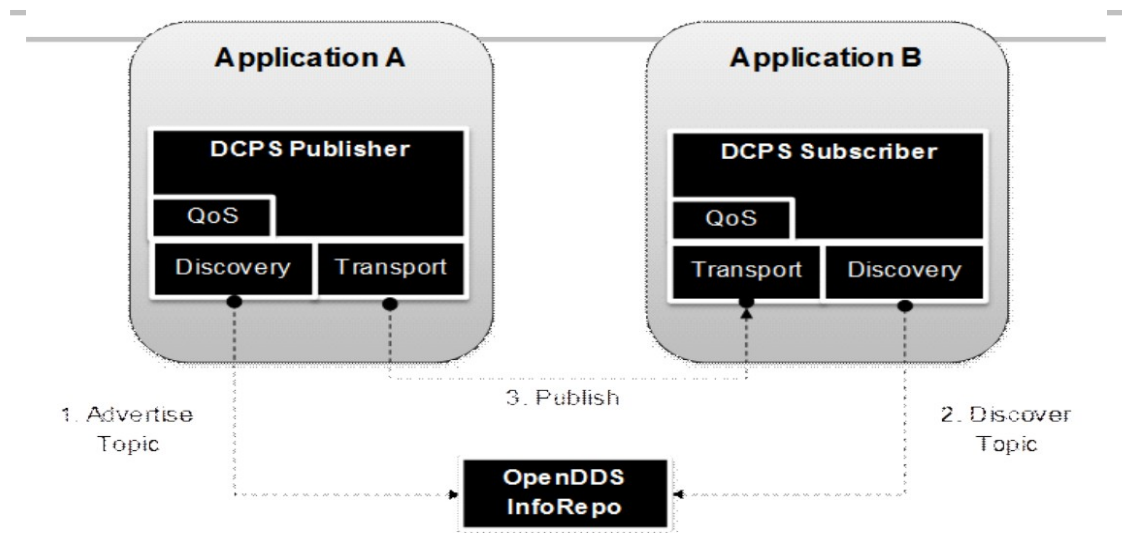 Application A
DCPS Publisher
QoS
Discovery
Transport
Application B
DCPS Subscriber
QoS
Transport
Discovery
1. Advertise
Topic
3. Publish
2. Discover
Topic
OpenDDS
InfoRepo